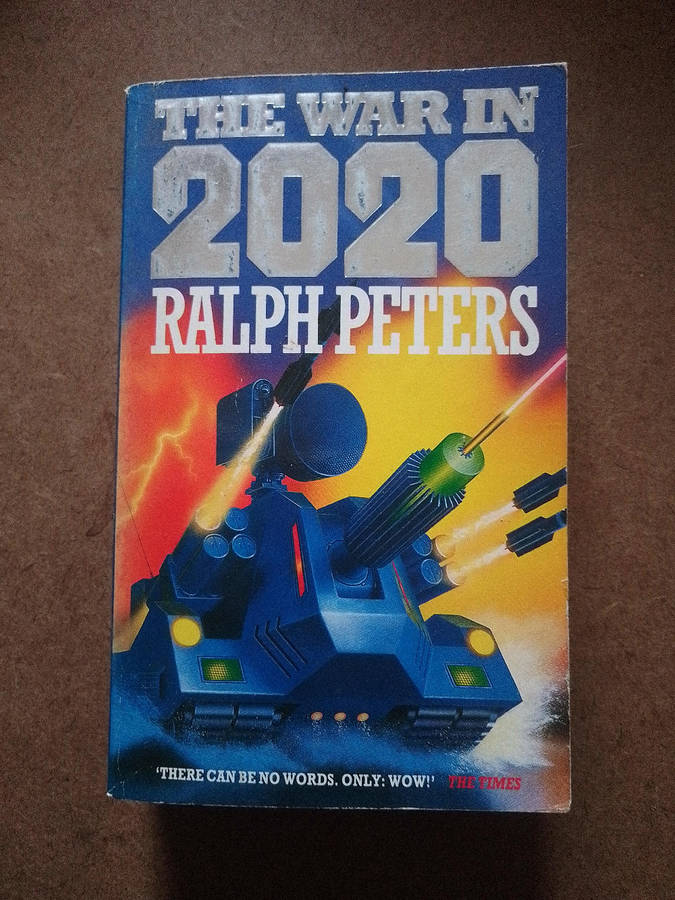 THE WAR IN
2020
RALPH PETERS
'THERE CAN BE NO WORDS. ONLY: WOW!' THE TIMES